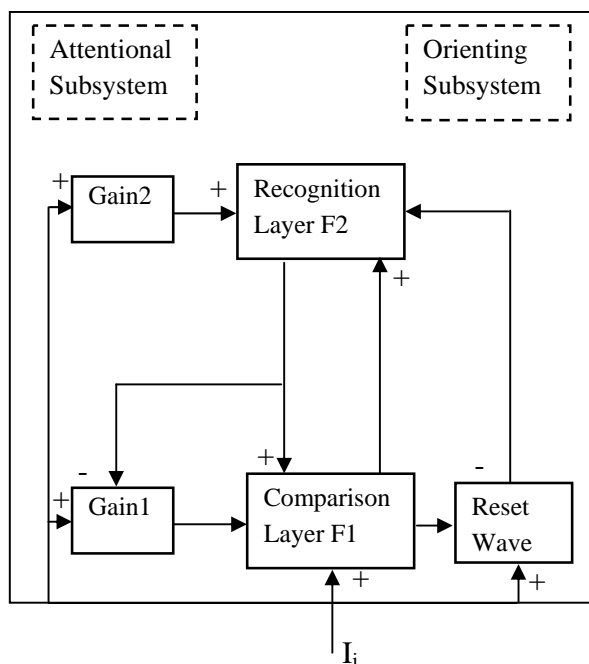 Attentional
Subsystem
Orienting
Subsystem
+
Gain2
+
Recognition
Layer F2
+
-
+
Gain1
+
Comparison
Layer F1
-
Reset
Wave
+
+
Ii